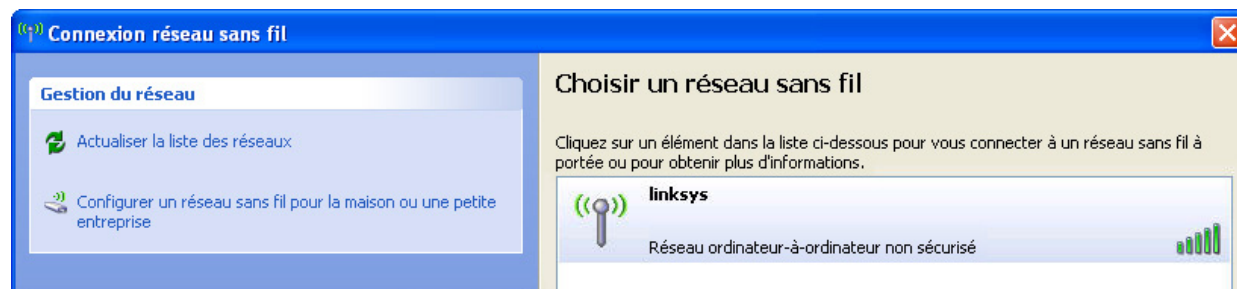 Connexion réseau sans fil
Gestion du réseau
Actualiser la liste des réseaux
Configurer un réseau sans fil pour la maison ou une petite
entreprise
Choisir un réseau sans fil
Cliquez sur un élément dans la liste ci-dessous pour vous connecter à un réseau sans fil à
portée ou pour obtenir plus d'informations.
linksys
Réseau ordinateur-à-ordinateur non sécurisé